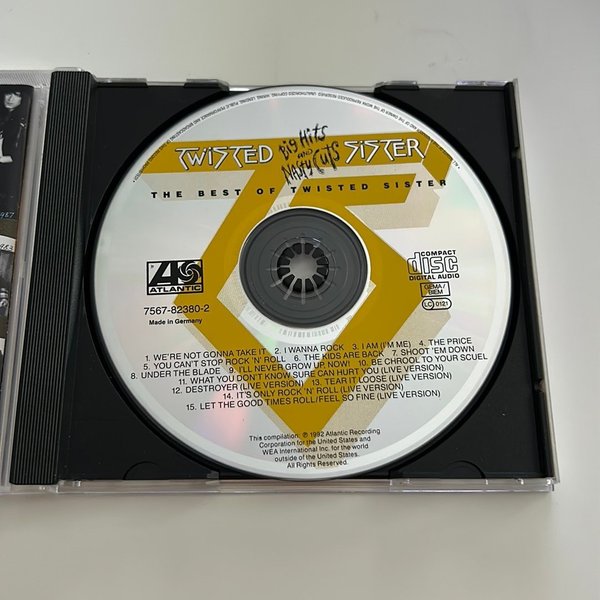 TWISTED Big Hits AND Nasty Cuts SISTER
THE BEST OF TWISTED SISTER
ATLANTIC
7567-82380-2
Made in Germany
COMPACT
disc
DIGITAL AUDIO
GEMA/
BIEM
LC 0121
1. WE'RE NOT GONNA TAKE IT 2. I WANNA ROCK 3. I AM (I'M ME) 4. THE PRICE
5. YOU CAN'T STOP ROCK 'N' ROLL 6. THE KIDS ARE BACK 7. SHOOT 'EM DOWN
8. UNDER THE BLADE 9. I'LL NEVER GROW UP, NOW! 10. BE CHROOL TO YOUR SCUEL
11. WHAT YOU DON'T KNOW SURE CAN HURT YOU (LIVE VERSION)
12. DESTROYER (LIVE VERSION) 13. TEAR IT LOOSE (LIVE VERSION)
14. IT'S ONLY ROCK 'N' ROLL (LIVE VERSION)
15. LET THE GOOD TIMES ROLL/FEEL SO FINE (LIVE VERSION)
This compilation: ℗ 1992 Atlantic Recording
Corporation for the United States and
WEA International Inc. for the world
outside of the United States.
All Rights Reserved.